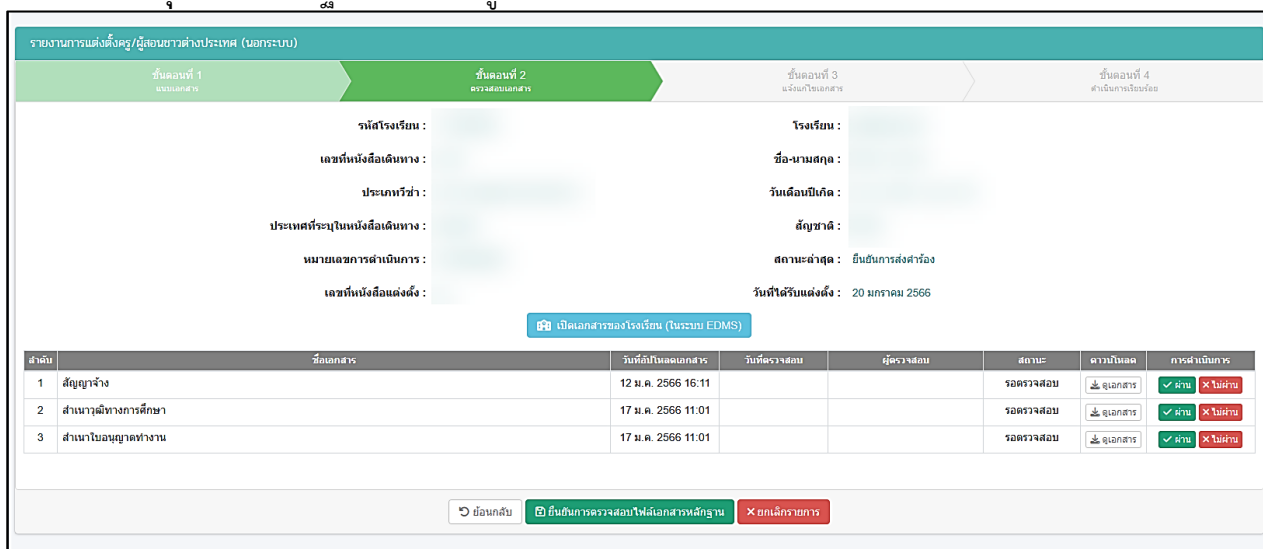 รายงานการแต่งตั้งครู/ผู้สอนชาวต่างประเทศ (นอกระบบ)
ขั้นตอนที่ 1 ขั้นตอนที่ 2 ขั้นตอนที่ 3 ขั้นตอนที่ 4
แนบเอกสาร ตรวจสอบเอกสาร แจ้งแก้ไขเอกสาร ดำเนินการเรียบร้อย
รหัสโรงเรียน : โรงเรียน :
เลขที่หนังสือเดินทาง : ชื่อ-นามสกุล :
ประเภทวีซ่า : วันเดือนปีเกิด :
ประเทศที่ระบุในหนังสือเดินทาง : สัญชาติ :
หมายเลขการดำเนินการ : สถานะล่าสุด : ยืนยันการส่งคำร้อง
เลขที่หนังสือแต่งตั้ง : วันที่ได้รับแต่งตั้ง : 20 มกราคม 2566
เปิดเอกสารของโรงเรียน (ในระบบ EDMS)
ลำดับ ชื่อเอกสาร วันที่อัปโหลดเอกสาร วันที่ตรวจสอบ ผู้ตรวจสอบ สถานะ ดาวน์โหลด การดำเนินการ
1 สัญญาจ้าง 12 ม.ค. 2566 16:11 รอตรวจสอบ ดูเอกสาร ผ่าน ไม่ผ่าน
2 สำเนาวุฒิทางการศึกษา 17 ม.ค. 2566 11:01 รอตรวจสอบ ดูเอกสาร ผ่าน ไม่ผ่าน
3 สำเนาใบอนุญาตทำงาน 17 ม.ค. 2566 11:01 รอตรวจสอบ ดูเอกสาร ผ่าน ไม่ผ่าน
ย้อนกลับ ยืนยันการตรวจสอบไฟล์เอกสารหลักฐาน ยกเลิกรายการ